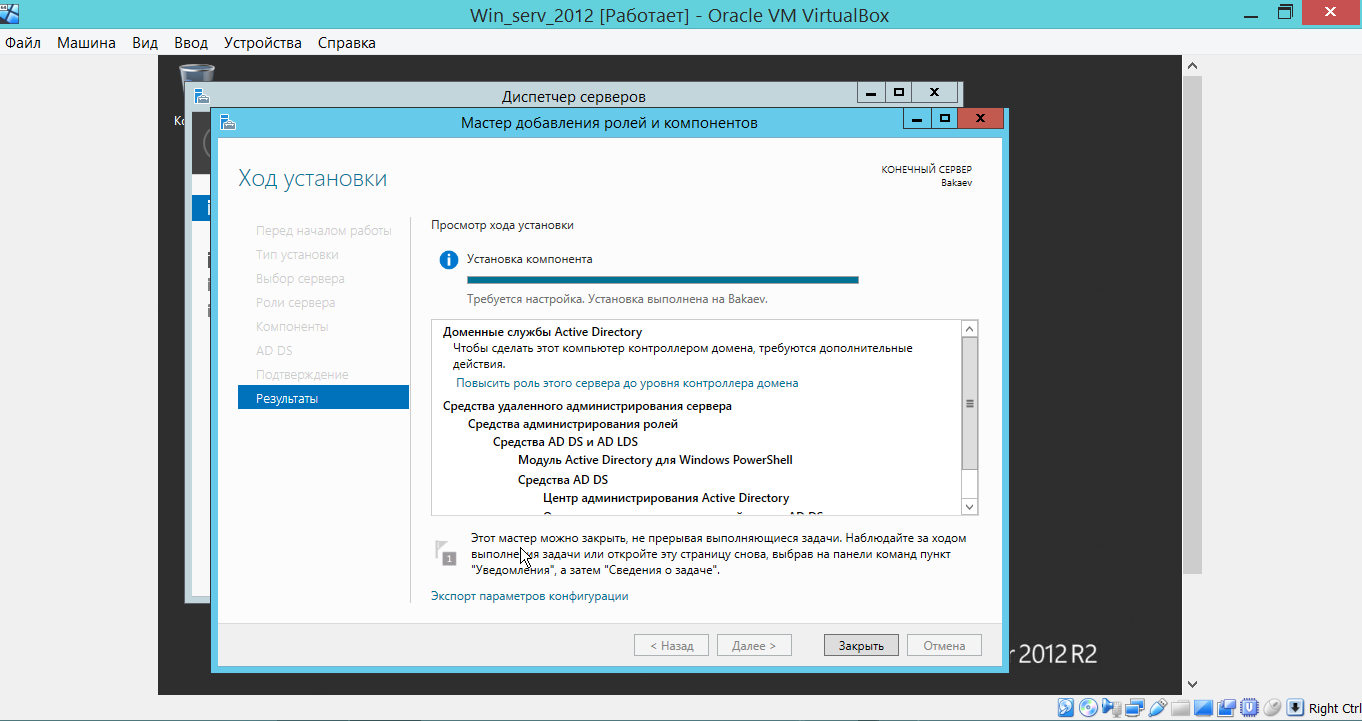 Win_serv_2012 [Работает] - Oracle VM VirtualBox
Файл Машина Вид Ввод Устройства Справка
Диспетчер серверов
Мастер добавления ролей и компонентов
Ход установки
КОНЕЧНЫЙ СЕРВЕР
Bakaev
Перед началом работы
Тип установки
Выбор сервера
Роли сервера
Компоненты
AD DS
Подтверждение
Результаты
Просмотр хода установки
Установка компонента
Требуется настройка. Установка выполнена на Bakaev.
Доменные службы Active Directory
Чтобы сделать этот компьютер контроллером домена, требуются дополнительные
действия.
Повысить роль этого сервера до уровня контроллера домена
Средства удаленного администрирования сервера
Средства администрирования ролей
Средства AD DS и AD LDS
Модуль Active Directory для Windows PowerShell
Средства AD DS
Центр администрирования Active Directory
1
Этот мастер можно закрыть, не прерывая выполняющиеся задачи. Наблюдайте за ходом
выполнения задачи или откройте эту страницу снова, выбрав на панели команд пункт
"Уведомления", а затем "Сведения о задаче".
Экспорт параметров конфигурации
< Назад Далее > Закрыть Отмена
2012 R2
Right Ctrl